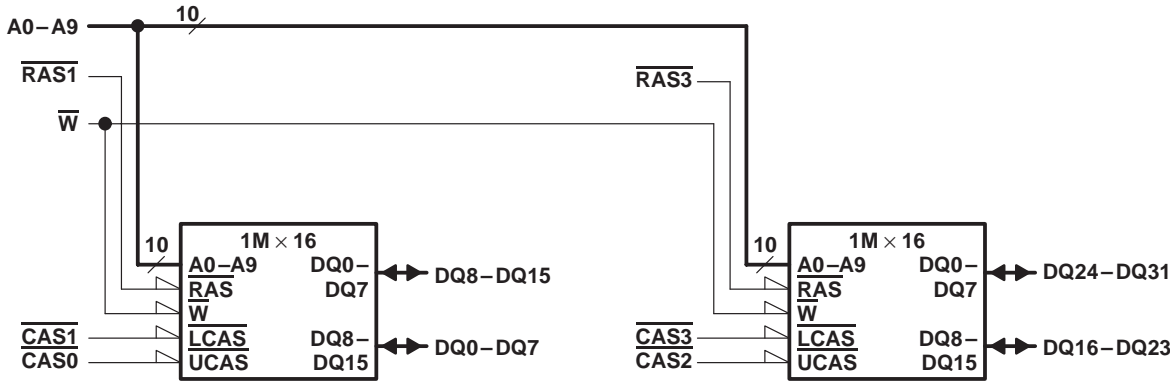 A0–A9
10
RAS1
RAS3
W
10
1M × 16
A0–A9
DQ0–
DQ7
DQ8–DQ15
RAS
W
CAS1
LCAS
DQ8–
DQ15
DQ0–DQ7
CAS0
UCAS
10
1M × 16
A0–A9
DQ0–
DQ7
DQ24–DQ31
RAS
W
CAS3
LCAS
DQ8–
DQ15
DQ16–DQ23
CAS2
UCAS